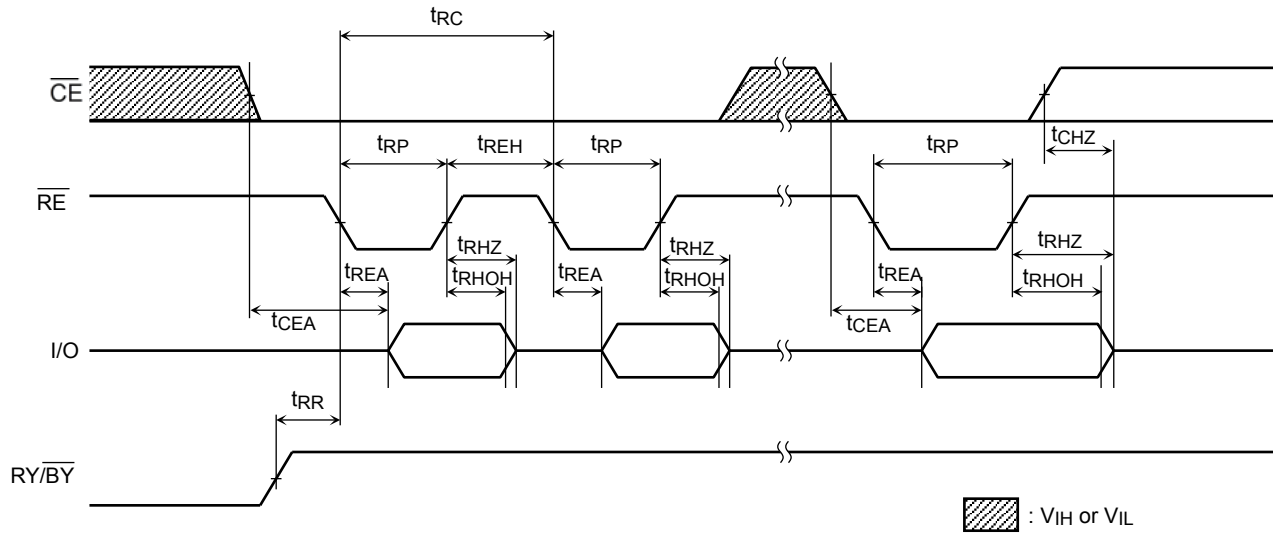 tRC
CE
tRP tREH tRP tRP tCHZ
RE
tREA tRHZ tREA tRHZ tREA tRHZ
tRHOH tRHOH tRHOH
tCEA tCEA
I/O
tRR
RY/BY
: VIH or VIL